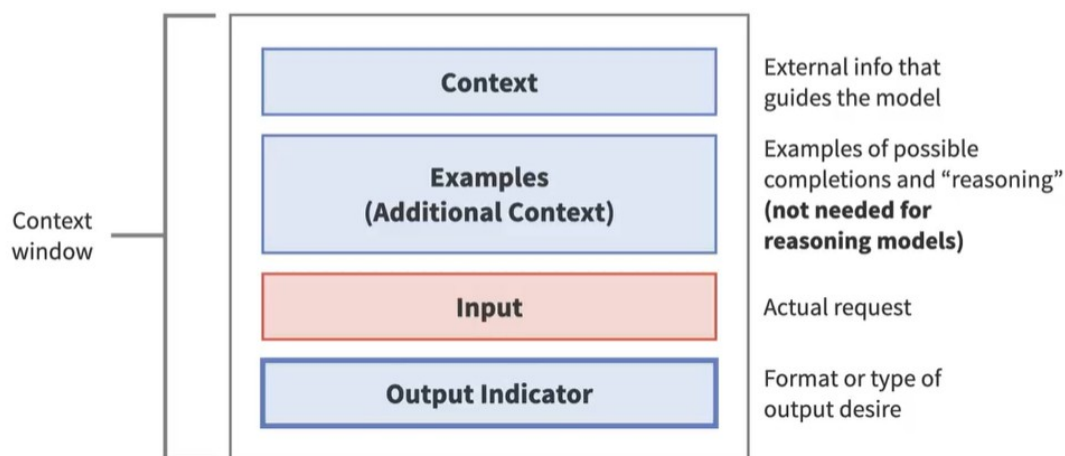 Context
window
Context
External info that
guides the model
Examples
(Additional Context)
Examples of possible
completions and “reasoning”
(not needed for
reasoning models)
Input
Actual request
Output Indicator
Format or type of
output desire